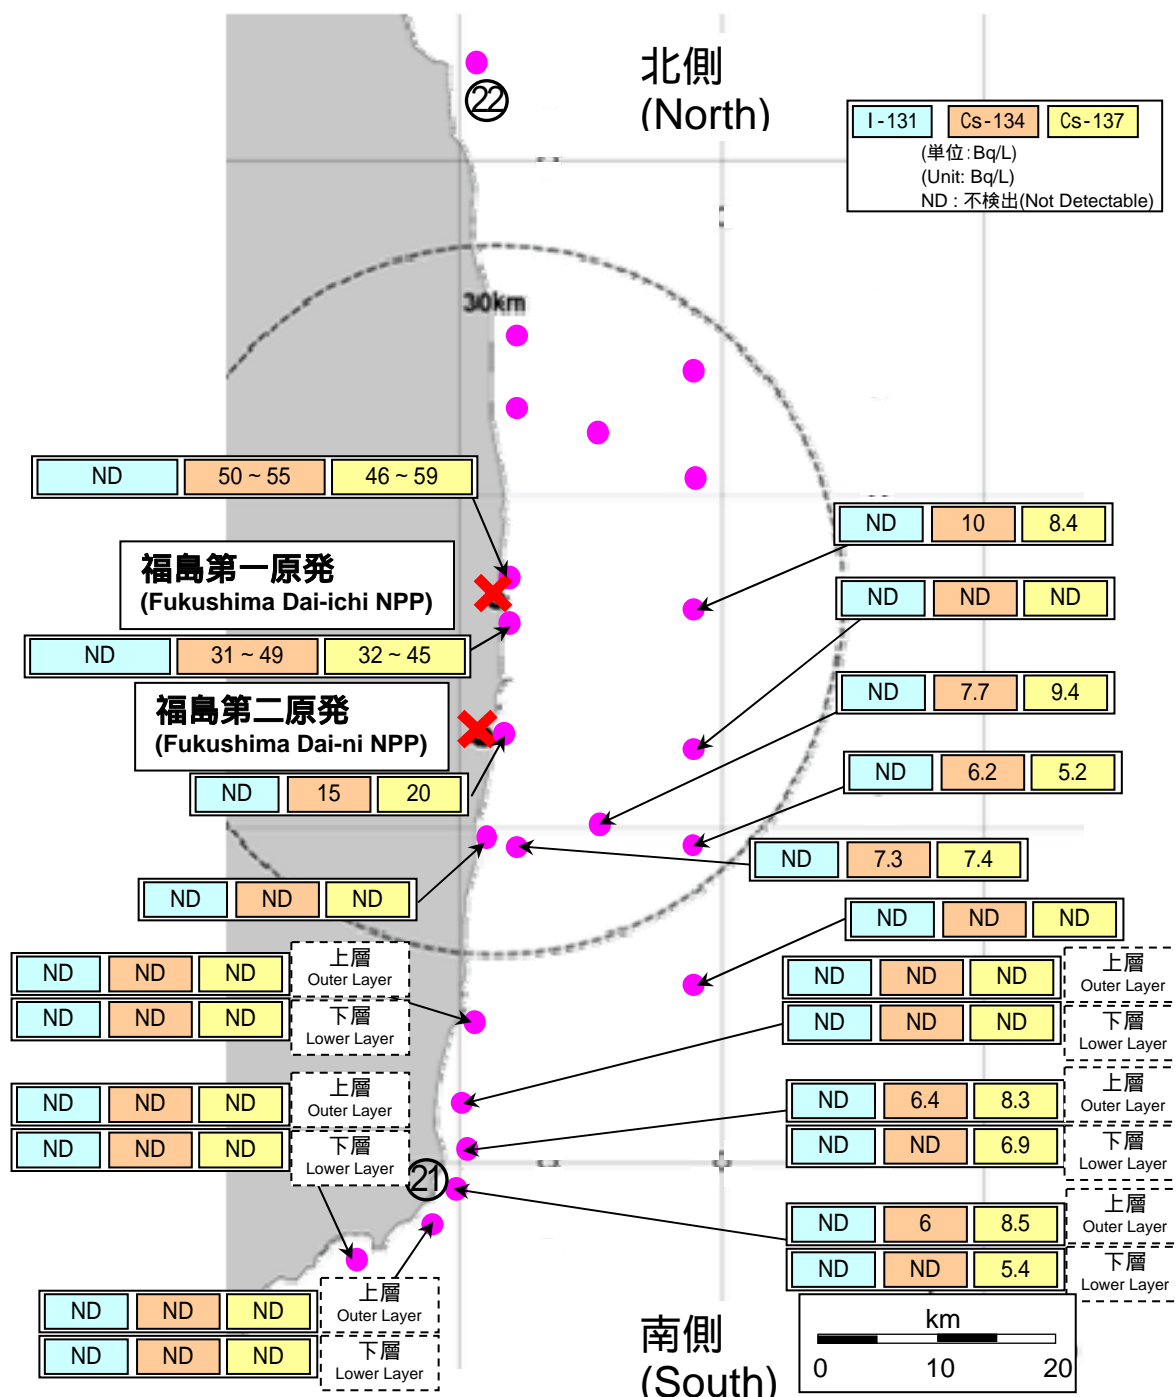 ㉒
北側
(North)
I-131 Cs-134 Cs-137
(単位:Bq/L)
(Unit: Bq/L)
ND : 不検出(Not Detectable)
30km
ND 50 ~ 55 46 ~ 59
ND 10 8.4
福島第一原発
(Fukushima Dai-ichi NPP)
ND ND ND
ND 31 ~ 49 32 ~ 45
ND 7.7 9.4
福島第二原発
(Fukushima Dai-ni NPP)
ND 6.2 5.2
ND 15 20
ND 7.3 7.4
ND ND ND
ND ND ND
ND ND ND 上層
Outer Layer
ND ND ND 下層
Lower Layer
ND ND ND 上層
Outer Layer
ND ND ND 下層
Lower Layer
ND ND ND 上層
Outer Layer
ND ND ND 下層
Lower Layer
ND 6.4 8.3 上層
Outer Layer
ND ND 6.9 下層
Lower Layer
㉑
ND 6 8.5 上層
Outer Layer
ND ND 5.4 下層
Lower Layer
ND ND ND 上層
Outer Layer
ND ND ND 下層
Lower Layer
南側
(South)
km
0 10 20